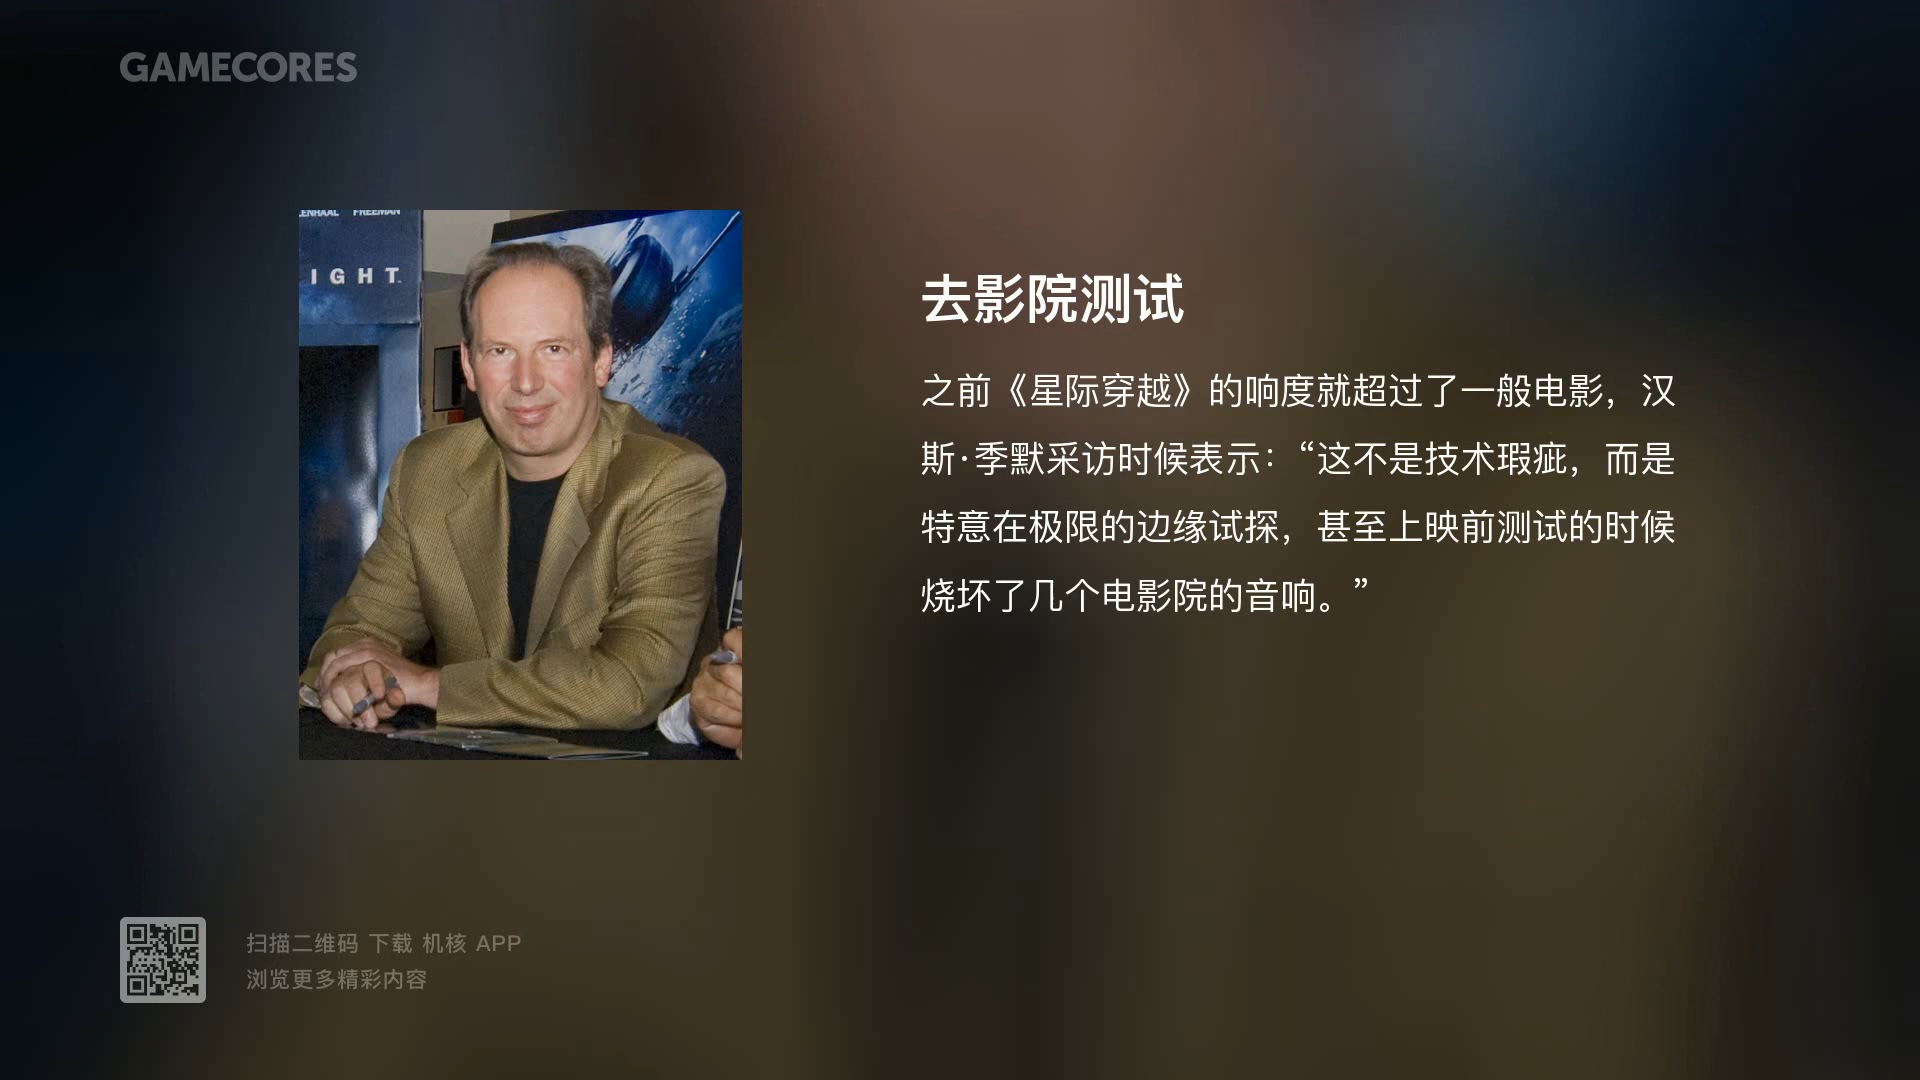 GAMECORES
LENHAAL FREEMAN
IGHT
去影院测试
之前《星际穿越》的响度就超过了一般电影，汉
斯·季默采访时候表示：“这不是技术瑕疵，而是
特意在极限的边缘试探，甚至上映前测试的时候
烧坏了几个电影院的音响。”
扫描二维码 下载 机核 APP
浏览更多精彩内容